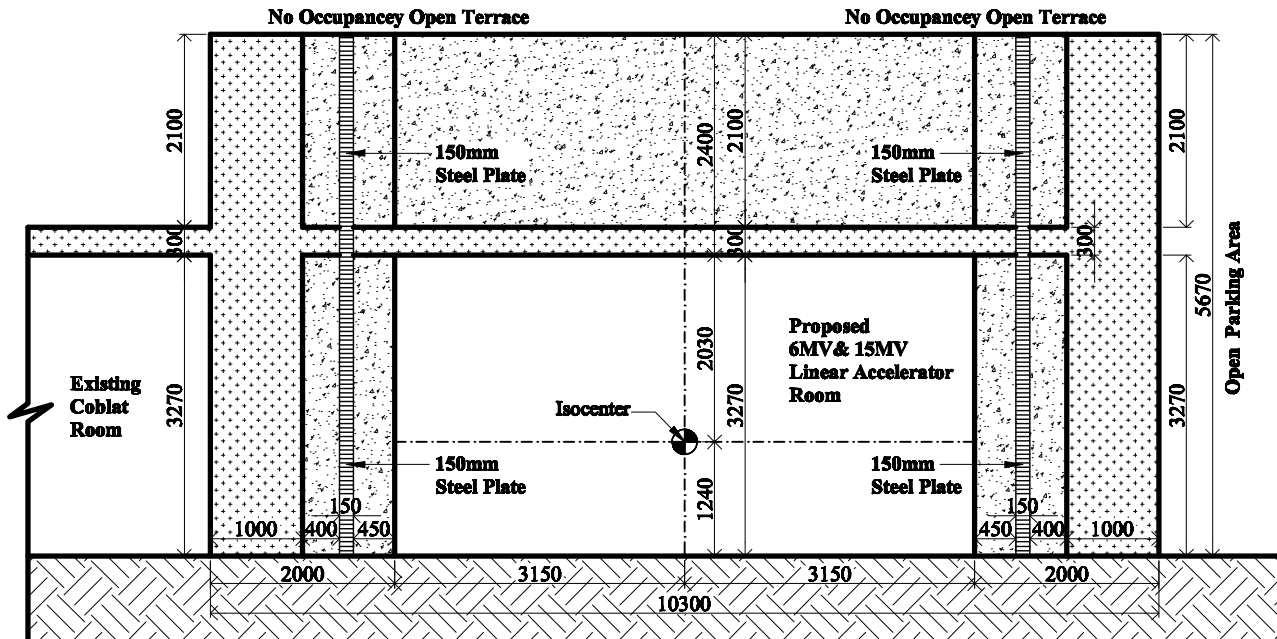 No Occupancey Open Terrace
No Occupancey Open Terrace
2100
2400
2100
2100
150mm
Steel Plate
150mm
Steel Plate
300
300
300
Open Parking Area
5670
Existing
Coblat
Room
3270
2030
3270
Proposed
6MV& 15MV
Linear Accelerator
Room
3270
Isocenter
150mm
Steel Plate
1240
150mm
Steel Plate
150
150
1000
400
450
450
400
1000
2000
3150
3150
2000
10300